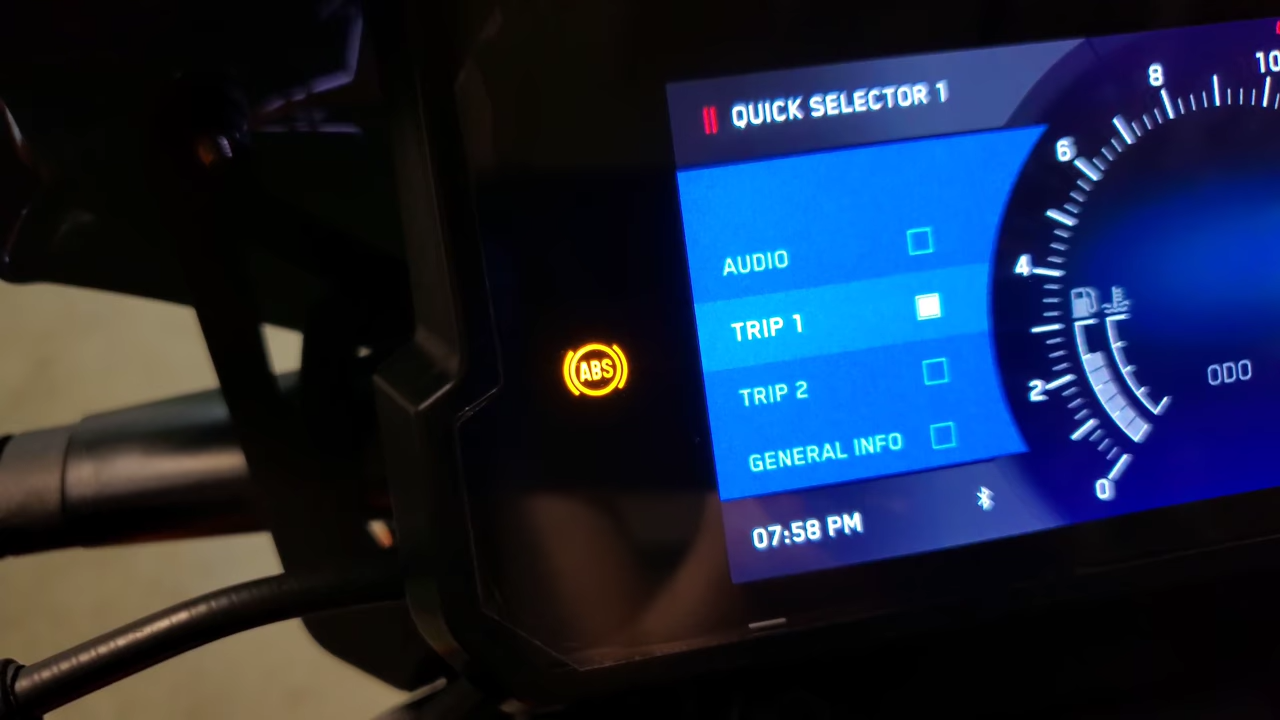 QUICK SELECTOR 1
AUDIO
TRIP 1
TRIP 2
GENERAL INFO
07:58 PM
ABS
10
8
6
4
2
0
ODO